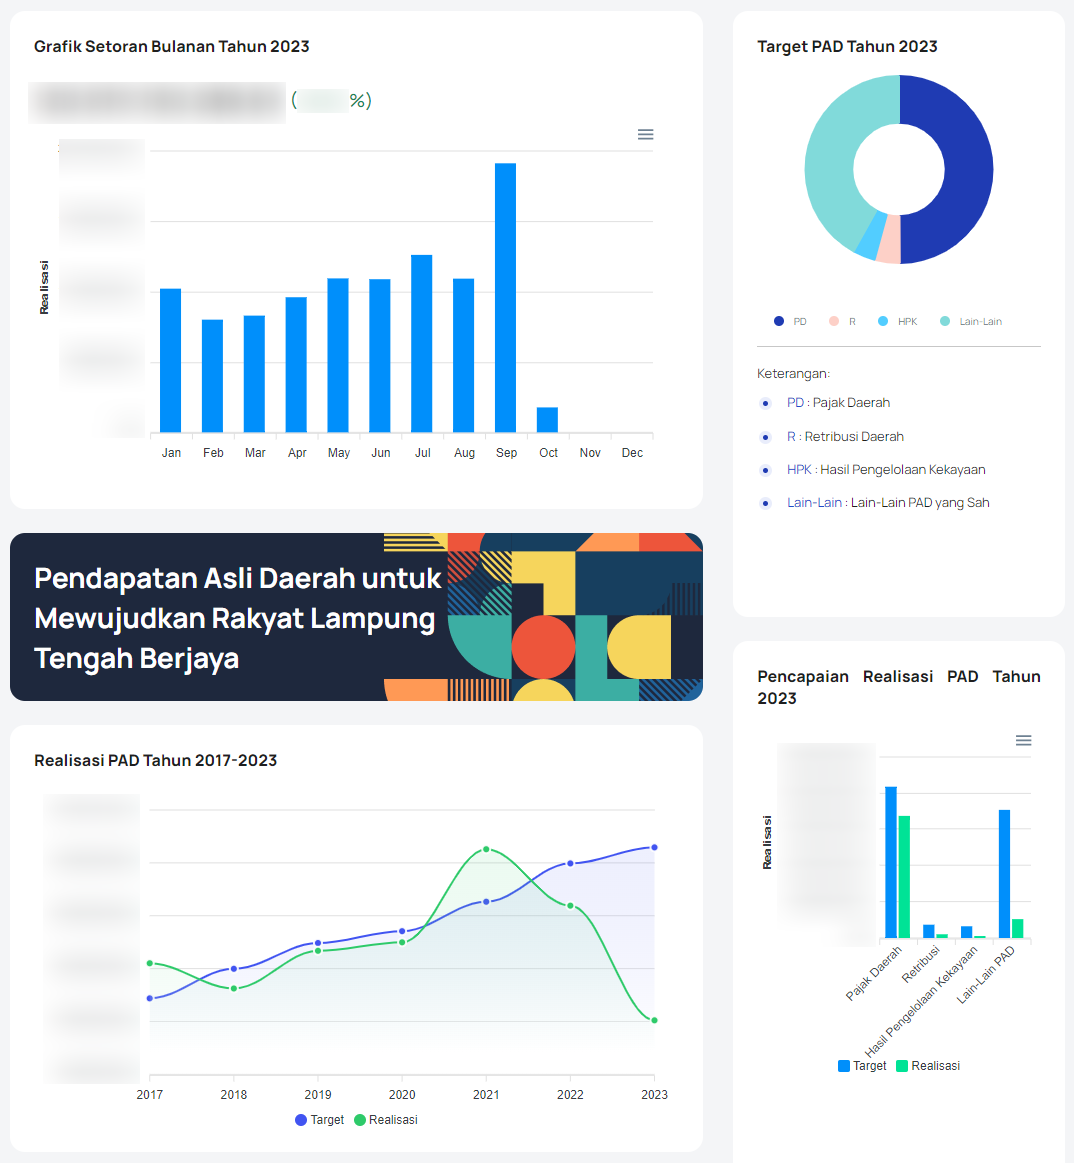 Grafik Setoran Bulanan Tahun 2023
( %)
Realisasi
Jan Feb Mar Apr May Jun Jul Aug Sep Oct Nov Dec
Target PAD Tahun 2023
PD R HPK Lain-Lain
Keterangan:
PD : Pajak Daerah
R : Retribusi Daerah
HPK : Hasil Pengelolaan Kekayaan
Lain-Lain : Lain-Lain PAD yang Sah
Pendapatan Asli Daerah untuk
Mewujudkan Rakyat Lampung
Tengah Berjaya
Realisasi PAD Tahun 2017-2023
2017 2018 2019 2020 2021 2022 2023
Target Realisasi
Pencapaian Realisasi PAD Tahun
2023
Realisasi
Pajak Daerah
Retribusi
Hasil Pengelolaan Kekayaan
Lain-Lain PAD
Target Realisasi